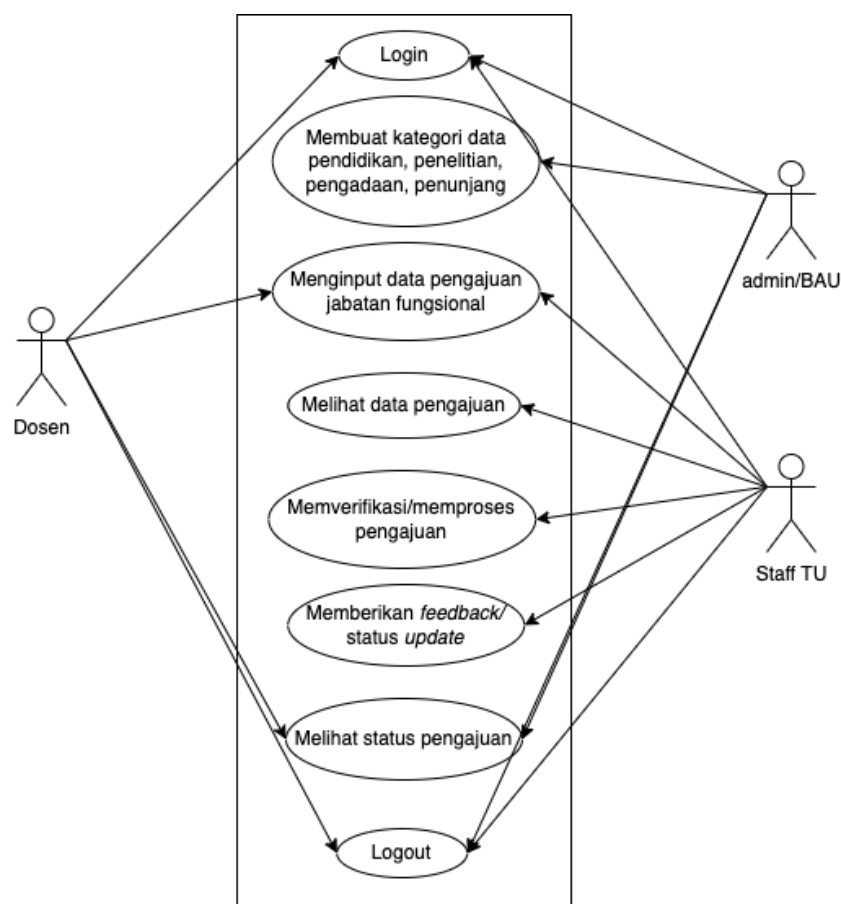 Login
Membuat kategori data
pendidikan, penelitian,
pengadaan, penunjang
admin/BAU
Menginput data pengajuan
jabatan fungsional
Dosen
Melihat data pengajuan
Memverifikasi/memproses
pengajuan
Staff TU
Memberikan feedback/
status update
Melihat status pengajuan
Logout